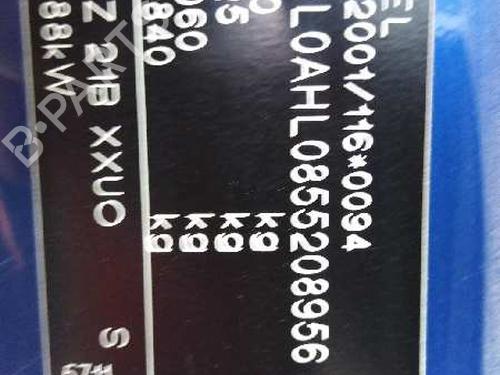 EL
2001/116*0094
L0AHL0855208956
0 kg
5 kg
060 kg
840 kg
Z 21B XXUO S
88kW
B-PARTS